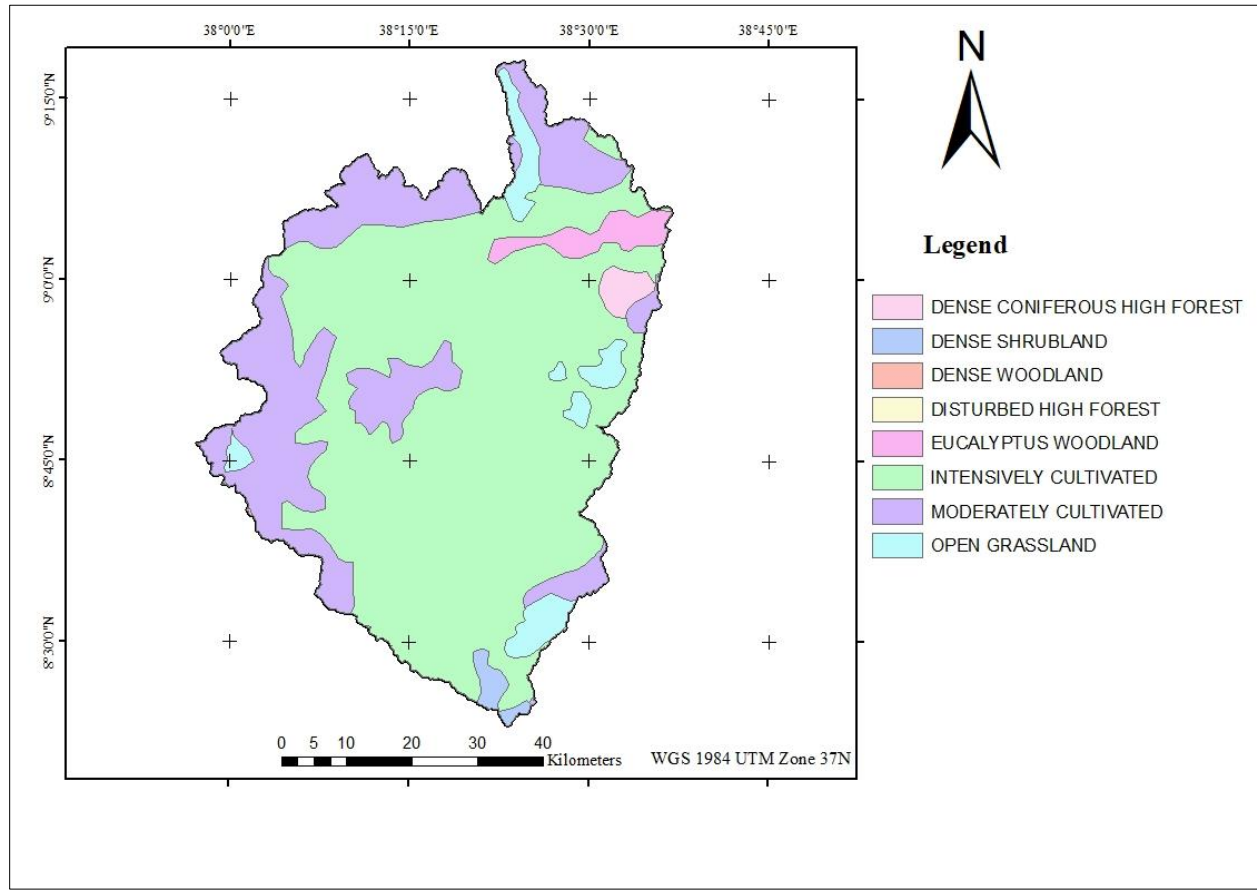 38°0'0"E 38°15'0"E 38°30'0"E 38°45'0"E
N
9°15'0"N
9°0'0"N
8°45'0"N
8°30'0"N
Legend
DENSE CONIFEROUS HIGH FOREST
DENSE SHRUBLAND
DENSE WOODLAND
DISTURBED HIGH FOREST
EUCALYPTUS WOODLAND
INTENSIVELY CULTIVATED
MODERATELY CULTIVATED
OPEN GRASSLAND
0 5 10 20 30 40
Kilometers
WGS 1984 UTM Zone 37N